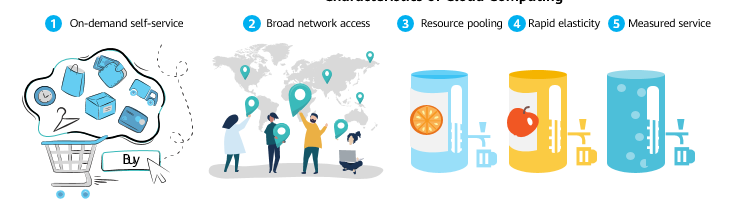 Characteristics of Cloud Computing
1 On-demand self-service
2 Broad network access
3 Resource pooling
4 Rapid elasticity
5 Measured service
Buy